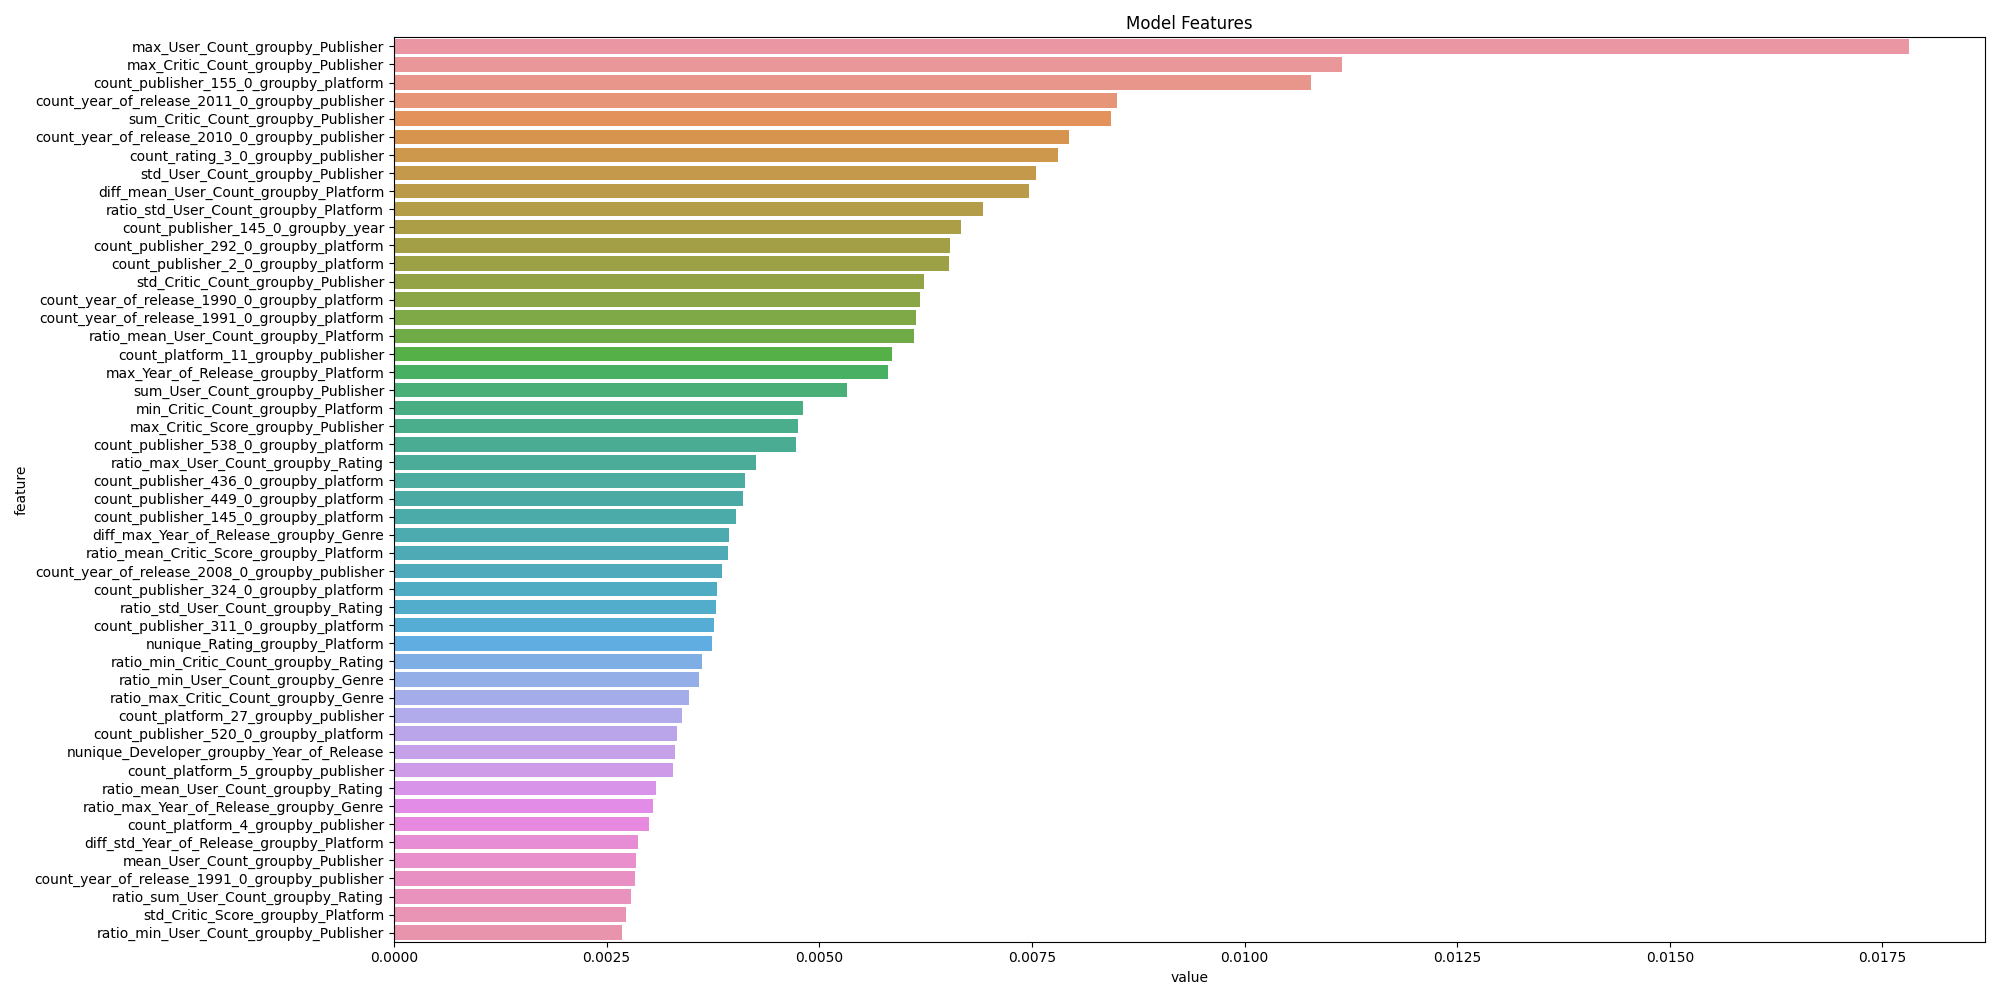 Model Features
max_User_Count_groupby_Publisher
max_Critic_Count_groupby_Publisher
count_publisher_155_0_groupby_platform
count_year_of_release_2011_0_groupby_publisher
sum_Critic_Count_groupby_Publisher
count_year_of_release_2010_0_groupby_publisher
count_rating_3_0_groupby_publisher
std_User_Count_groupby_Publisher
diff_mean_User_Count_groupby_Platform
ratio_std_User_Count_groupby_Platform
count_publisher_145_0_groupby_year
count_publisher_292_0_groupby_platform
count_publisher_2_0_groupby_platform
std_Critic_Count_groupby_Publisher
count_year_of_release_1990_0_groupby_platform
count_year_of_release_1991_0_groupby_platform
ratio_mean_User_Count_groupby_Platform
count_platform_11_groupby_publisher
max_Year_of_Release_groupby_Platform
sum_User_Count_groupby_Publisher
min_Critic_Count_groupby_Platform
max_Critic_Score_groupby_Publisher
count_publisher_538_0_groupby_platform
ratio_max_User_Count_groupby_Rating
count_publisher_436_0_groupby_platform
count_publisher_449_0_groupby_platform
count_publisher_145_0_groupby_platform
diff_max_Year_of_Release_groupby_Genre
ratio_mean_Critic_Score_groupby_Platform
count_year_of_release_2008_0_groupby_publisher
count_publisher_324_0_groupby_platform
ratio_std_User_Count_groupby_Rating
count_publisher_311_0_groupby_platform
nunique_Rating_groupby_Platform
ratio_min_Critic_Count_groupby_Rating
ratio_min_User_Count_groupby_Genre
ratio_max_Critic_Count_groupby_Genre
count_platform_27_groupby_publisher
count_publisher_520_0_groupby_platform
nunique_Developer_groupby_Year_of_Release
count_platform_5_groupby_publisher
ratio_mean_User_Count_groupby_Rating
ratio_max_Year_of_Release_groupby_Genre
count_platform_4_groupby_publisher
diff_std_Year_of_Release_groupby_Platform
mean_User_Count_groupby_Publisher
count_year_of_release_1991_0_groupby_publisher
ratio_sum_User_Count_groupby_Rating
std_Critic_Score_groupby_Platform
ratio_min_User_Count_groupby_Publisher
feature
0.0000 0.0025 0.0050 0.0075 0.0100 0.0125 0.0150 0.0175
value